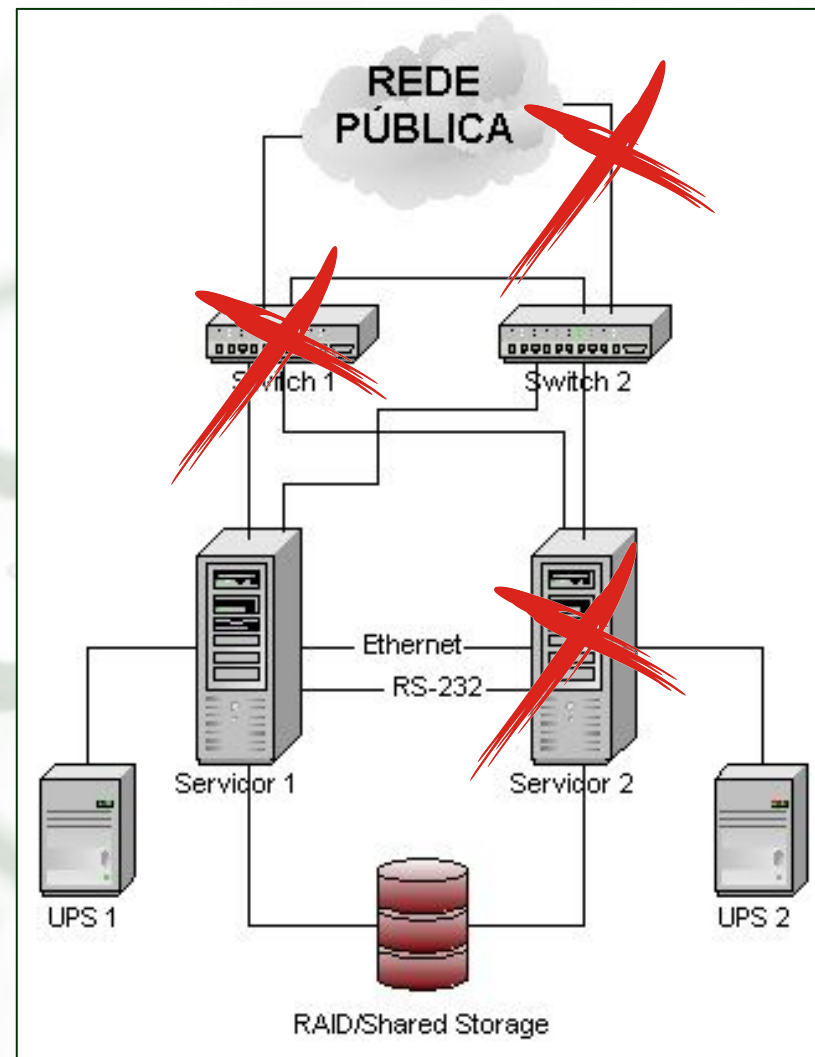 REDE
PÚBLICA
Switch 1
Switch 2
Ethernet
RS-232
Servidor 1
Servidor 2
UPS 1
UPS 2
RAID/Shared Storage